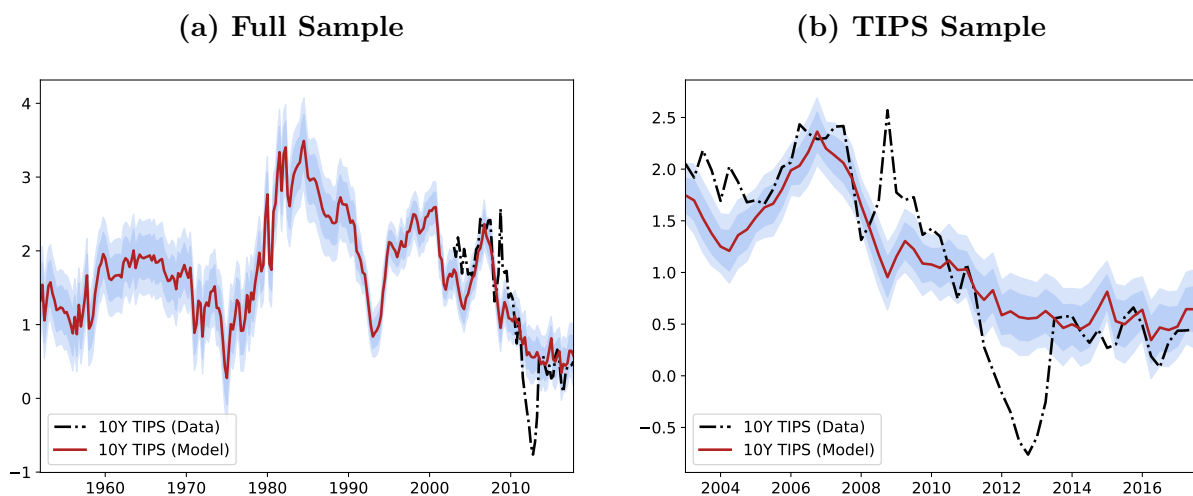 (a) Full Sample
4
3
2
1
0
−1
1960 1970 1980 1990 2000 2010
10Y TIPS (Data)
10Y TIPS (Model)
(b) TIPS Sample
2.5
2.0
1.5
1.0
0.5
0.0
−0.5
2004 2006 2008 2010 2012 2014 2016
10Y TIPS (Data)
10Y TIPS (Model)